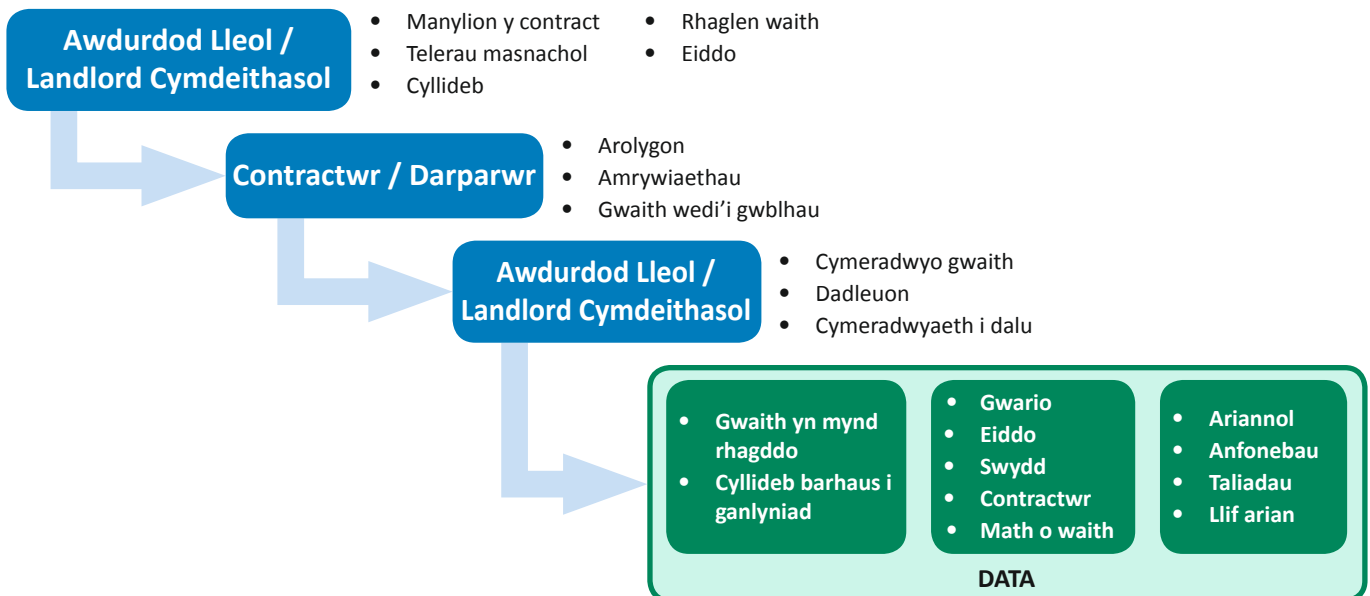 Awdurdod Lleol /
Landlord Cymdeithasol
• Manylion y contract
• Telerau masnachol
• Cyllideb
• Rhaglen waith
• Eiddo
Contractwr / Darparwr
• Arolygon
• Amrywiaethau
• Gwaith wedi’i gwblhau
Awdurdod Lleol /
Landlord Cymdeithasol
• Cymeradwyo gwaith
• Dadleuon
• Cymeradwyaeth i dalu
• Gwaith yn mynd
rhagddo
• Cyllideb barhaus i
ganlyniad
• Gwario
• Eiddo
• Swydd
• Contractwr
• Math o waith
• Ariannol
• Anfonebau
• Taliadau
• Llif arian
DATA